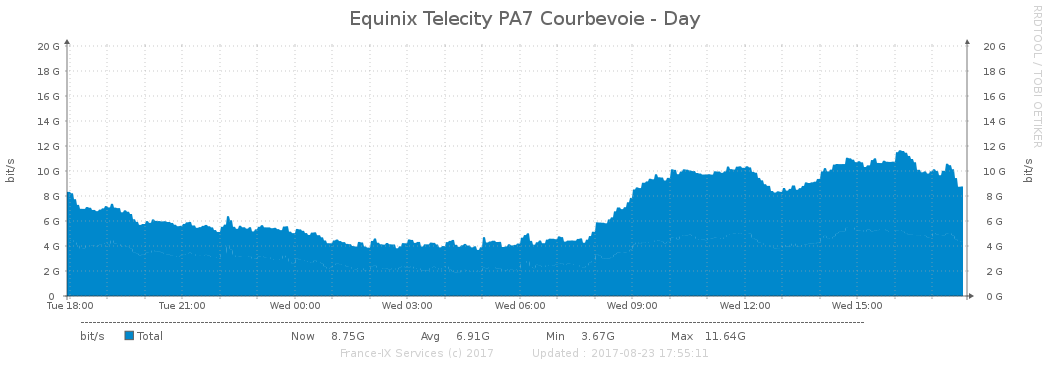 Equinix Telecity PA7 Courbevoie - Day
RRDTOOL / TOBI OETIKER
bit/s
bit/s
20 G 20 G
18 G 18 G
16 G 16 G
14 G 14 G
12 G 12 G
10 G 10 G
8 G 8 G
6 G 6 G
4 G 4 G
2 G 2 G
0 0 G
Tue 18:00 Tue 21:00 Wed 00:00 Wed 03:00 Wed 06:00 Wed 09:00 Wed 12:00 Wed 15:00
bit/s Total Now 8.75G Avg 6.91G Min 3.67G Max 11.64G
France-IX Services (c) 2017 Updated : 2017-08-23 17:55:11